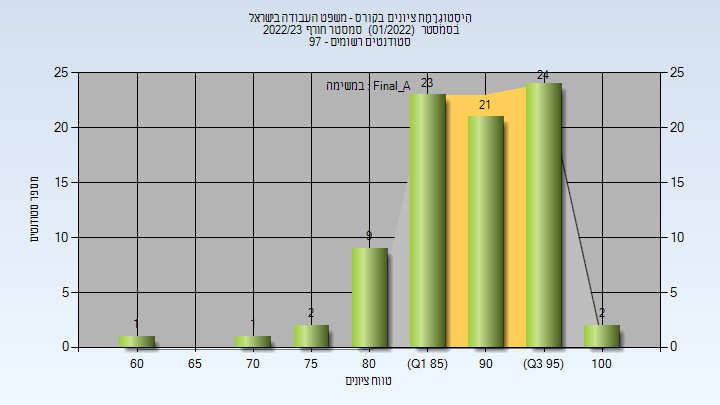 היסטוגרמת ציונים בקורס - משפט העבודה בישראל
בסמסטר (01/2022) סמסטר חורף 2022/23
סטודנטים רשומים - 97
במשימה : Final_A
25 25
20 20
15 15
10 10
5 5
0 0
1 1 2 9 23 21 24 2
60 65 70 75 80 (Q1 85) 90 (Q3 95) 100
מספר סטודנטים
טווח ציונים